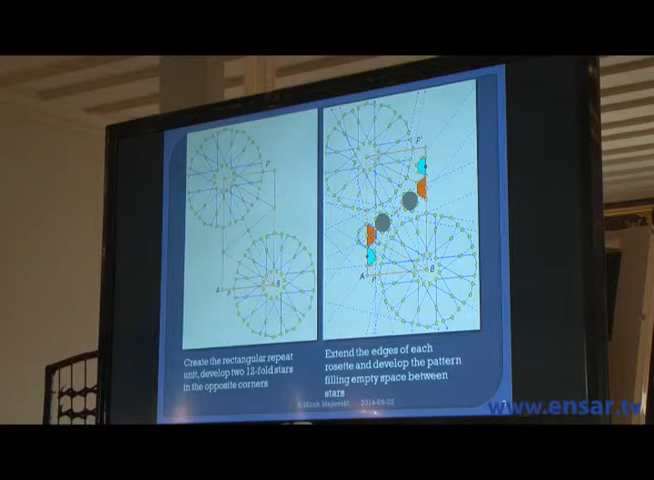 P'
A
P
B
Create the rectangular repeat
unit, develop two 12-fold stars
in the opposite corners
P'
A
P
B
Extend the edges of each
rosette and develop the pattern
filling empty space between
stars
2014-09-02
www.ensar.tv